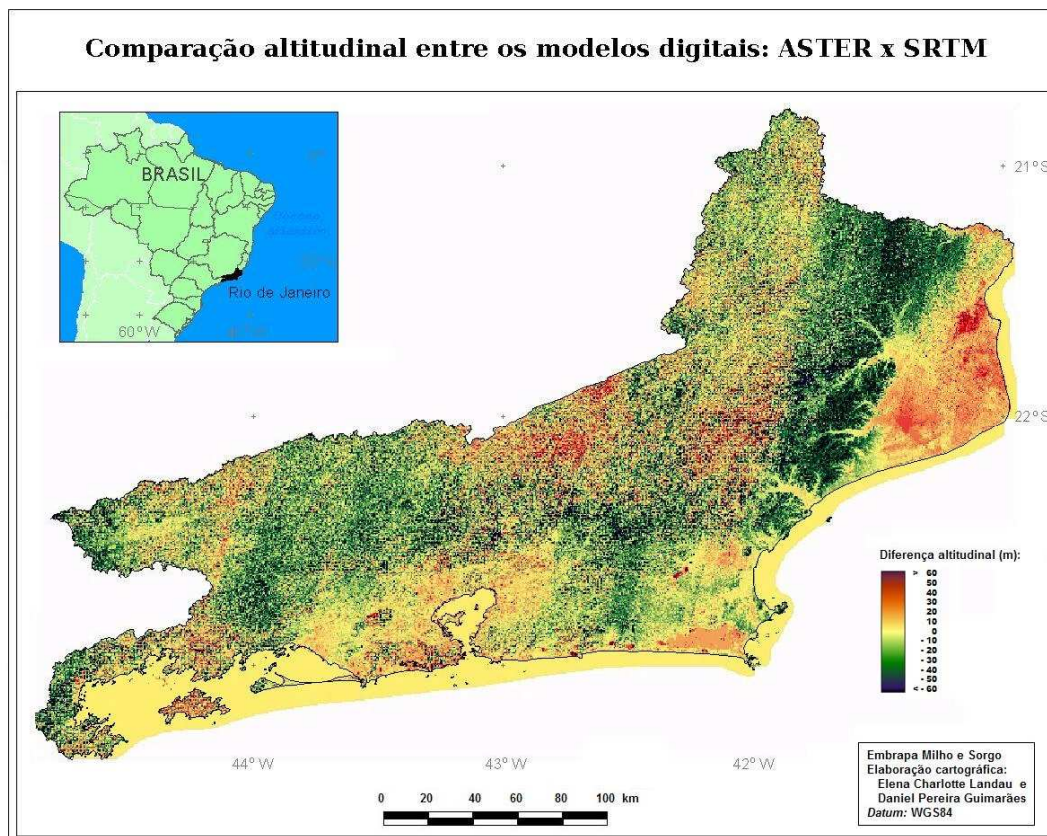 Comparação altitudinal entre os modelos digitais: ASTER x SRTM
BRASIL
Rio de Janeiro
60°W
21°S
22°S
44°W
43°W
42°W
Diferença altitudinal (m):
> 60
50
40
30
20
10
0
- 10
- 20
- 30
- 40
- 50
< - 60
0 20 40 60 80 100 km
Embrapa Milho e Sorgo
Elaboração cartográfica:
Elena Charlotte Landau e
Daniel Pereira Guimarães
Datum: WGS84